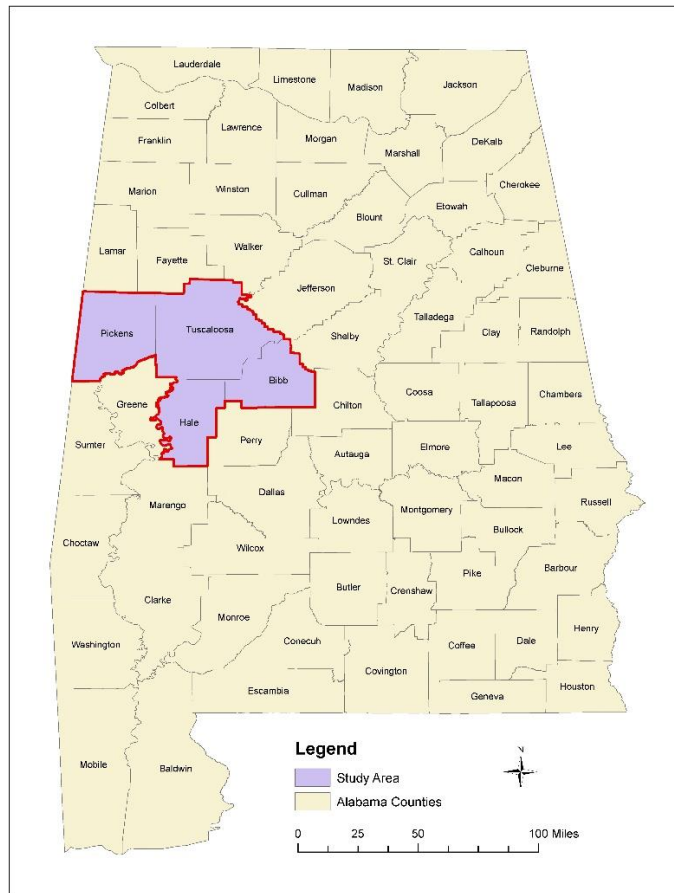 Lauderdale
Limestone
Madison
Jackson
Colbert
Lawrence
Franklin
Morgan
Marshall
DeKalb
Marion
Winston
Cullman
Cherokee
Blount
Etowah
Lamar
Fayette
Walker
St. Clair
Calhoun
Cleburne
Jefferson
Talladega
Pickens
Tuscaloosa
Shelby
Clay
Randolph
Bibb
Greene
Chilton
Coosa
Tallapoosa
Chambers
Hale
Sumter
Perry
Autauga
Elmore
Lee
Macon
Marengo
Dallas
Russell
Lowndes
Montgomery
Bullock
Choctaw
Wilcox
Barbour
Clarke
Butler
Crenshaw
Pike
Monroe
Washington
Conecuh
Coffee
Dale
Henry
Covington
Escambia
Geneva
Houston
Mobile
Baldwin
Legend
Study Area
Alabama Counties
N
0 25 50 100 Miles